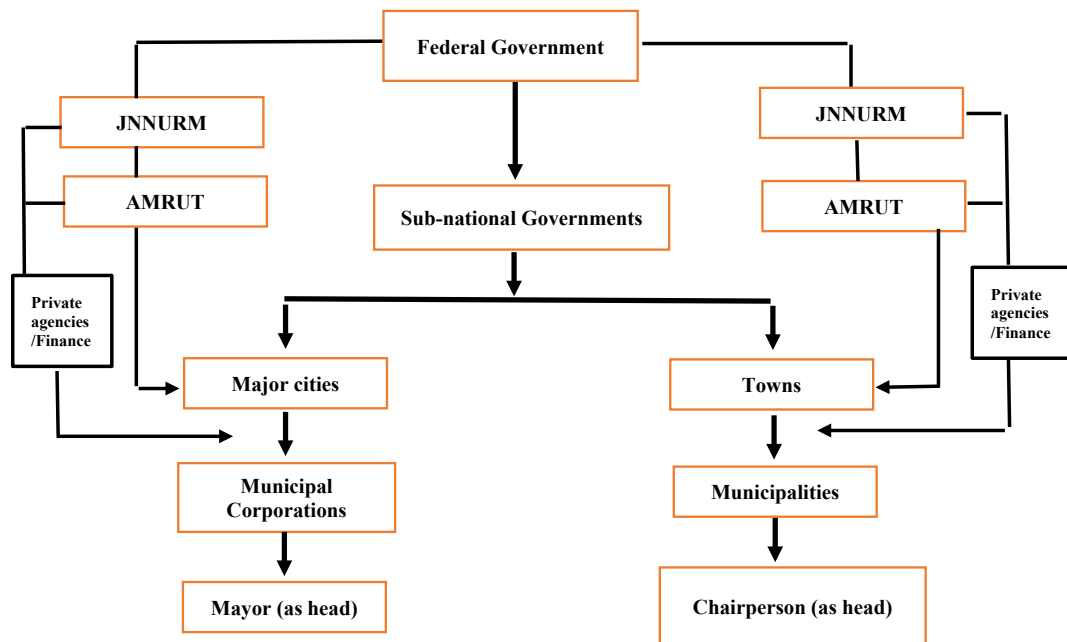 Federal Government
JNNURM
JNNURM
AMRUT
Sub-national Governments
AMRUT
Private
agencies
/Finance
Private
agencies
/Finance
Major cities
Towns
Municipal
Corporations
Municipalities
Mayor (as head)
Chairperson (as head)